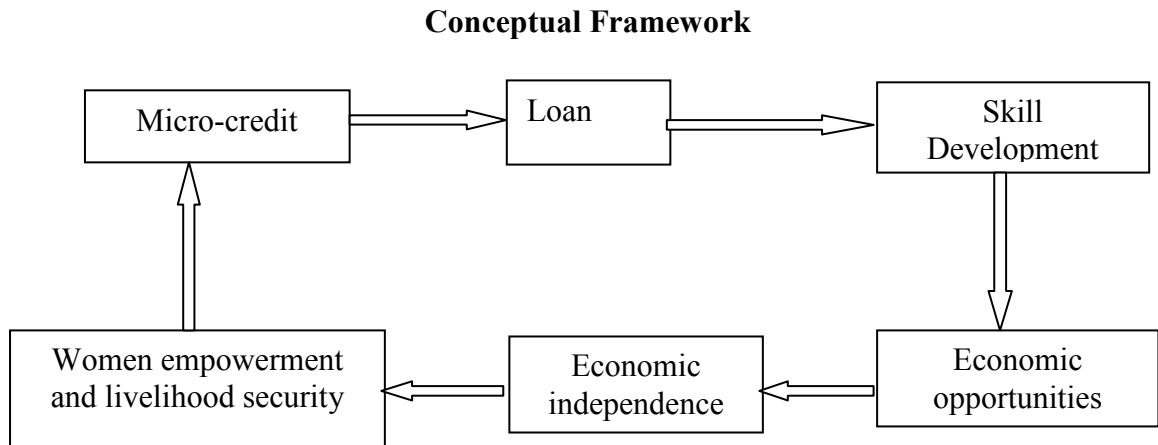 Conceptual Framework
Micro-credit
Loan
Skill
Development
Economic
opportunities
Economic
independence
Women empowerment
and livelihood security